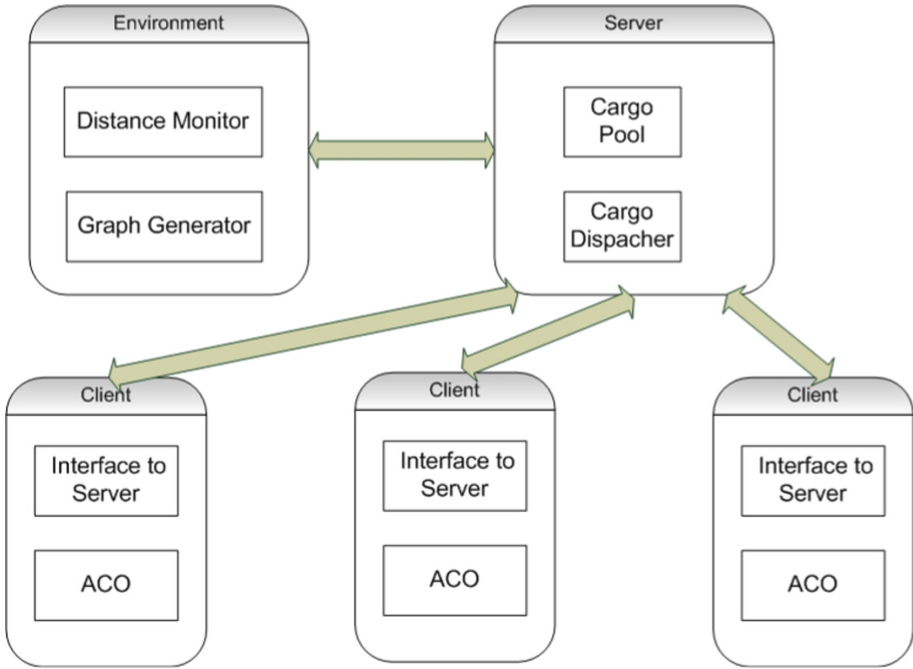 Environment
Distance Monitor
Graph Generator
Server
Cargo
Pool
Cargo
Dispacher
Client
Interface to
Server
ACO
Client
Interface to
Server
ACO
Client
Interface to
Server
ACO